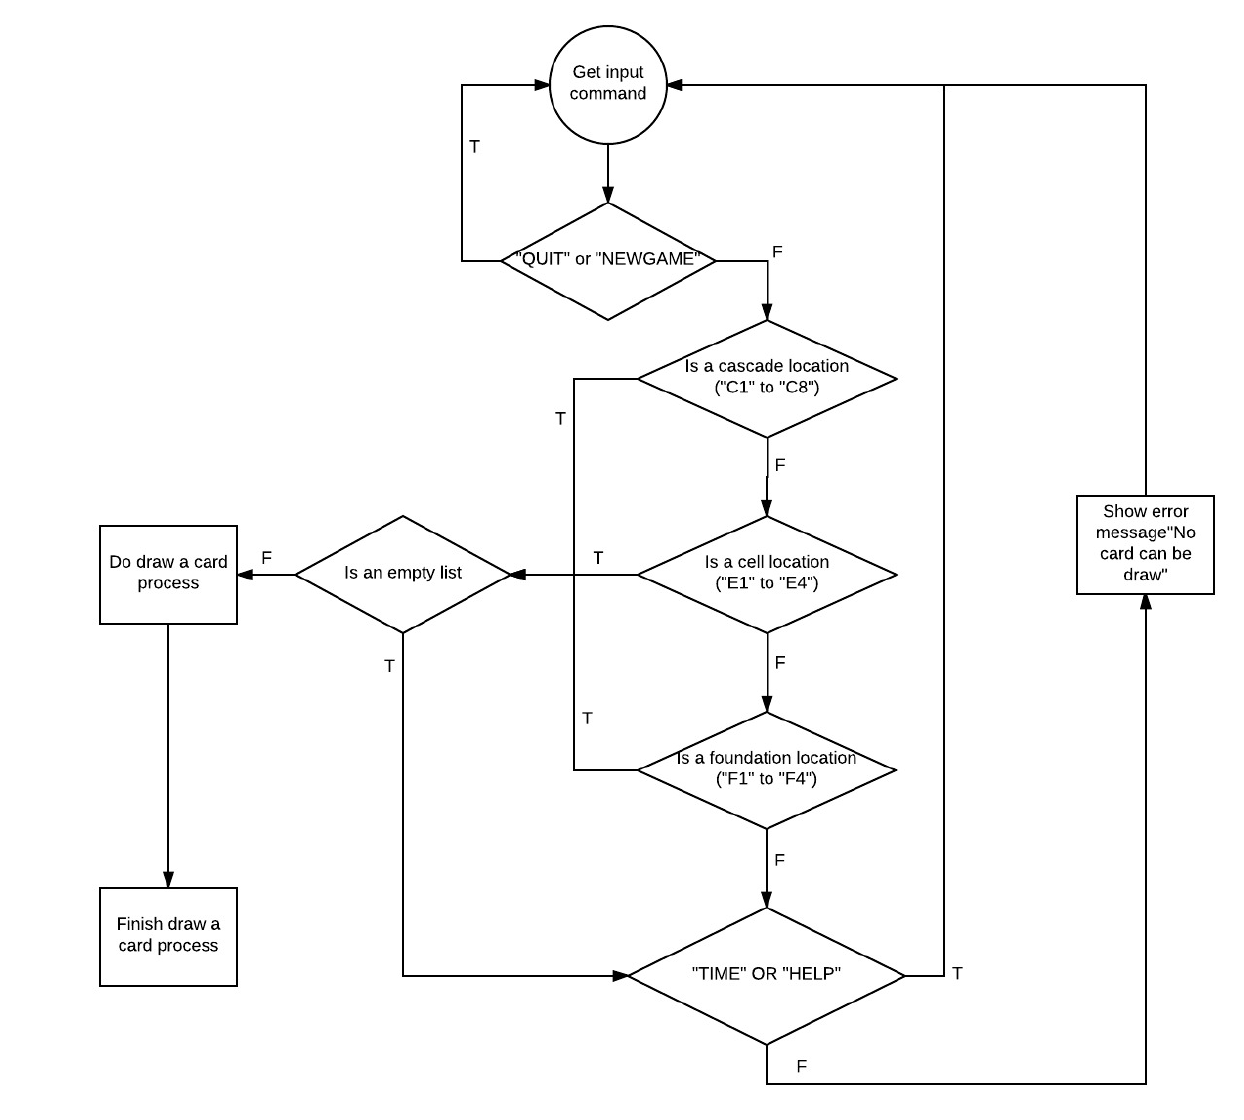 Get input
command
T
"QUIT" or "NEWGAME"
F
Is a cascade location
("C1" to "C8")
T
F
Show error
message"No
card can be
draw"
Do draw a card
process
F
Is an empty list
T
Is a cell location
("E1" to "E4")
T
F
T
Is a foundation location
("F1" to "F4")
F
Finish draw a
card process
"TIME" OR "HELP"
T
F